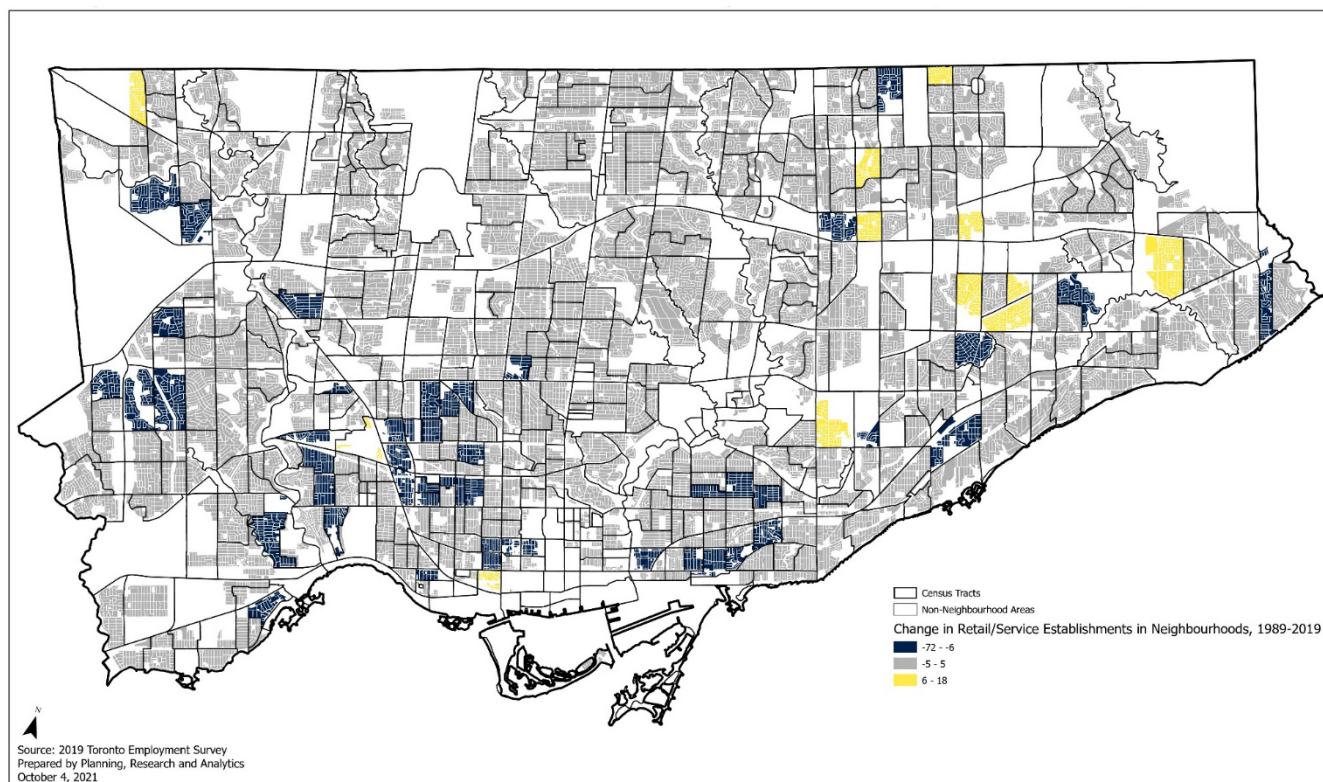 Census Tracts
Non-Neighbourhood Areas
Change in Retail/Service Establishments in Neighbourhoods, 1989-2019
-72 - -6
-5 - 5
6 - 18
N
Source: 2019 Toronto Employment Survey
Prepared by Planning, Research and Analytics
October 4, 2021